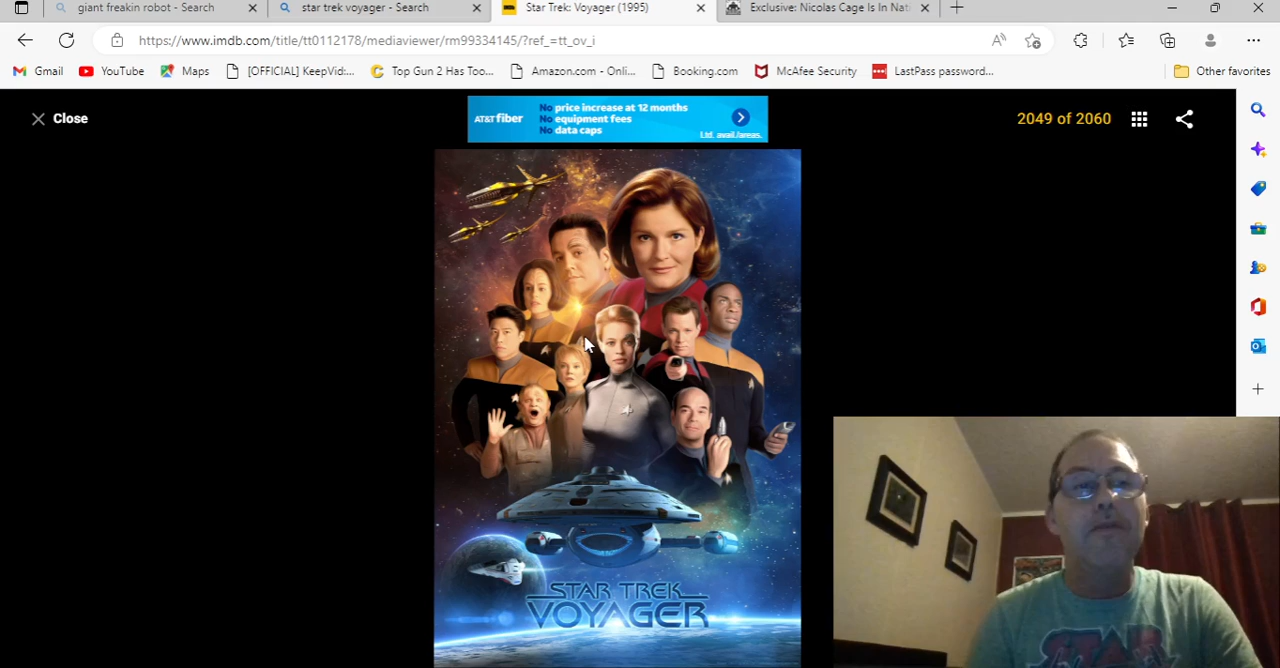 giant freakin robot - Search
star trek voyager - Search
Star Trek: Voyager (1995)
Exclusive: Nicolas Cage Is In Nati
https://www.imdb.com/title/tt0112178/mediaviewer/rm99334145/?ref_=tt_ov_i
Gmail
YouTube
Maps
[OFFICIAL] KeepVid:...
Top Gun 2 Has Too...
Amazon.com - Onli...
Booking.com
McAfee Security
LastPass password...
Other favorites
Close
AT&T fiber
No price increase at 12 months
No equipment fees
No data caps
Ltd. avail./areas.
2049 of 2060
STAR TREK
VOYAGER